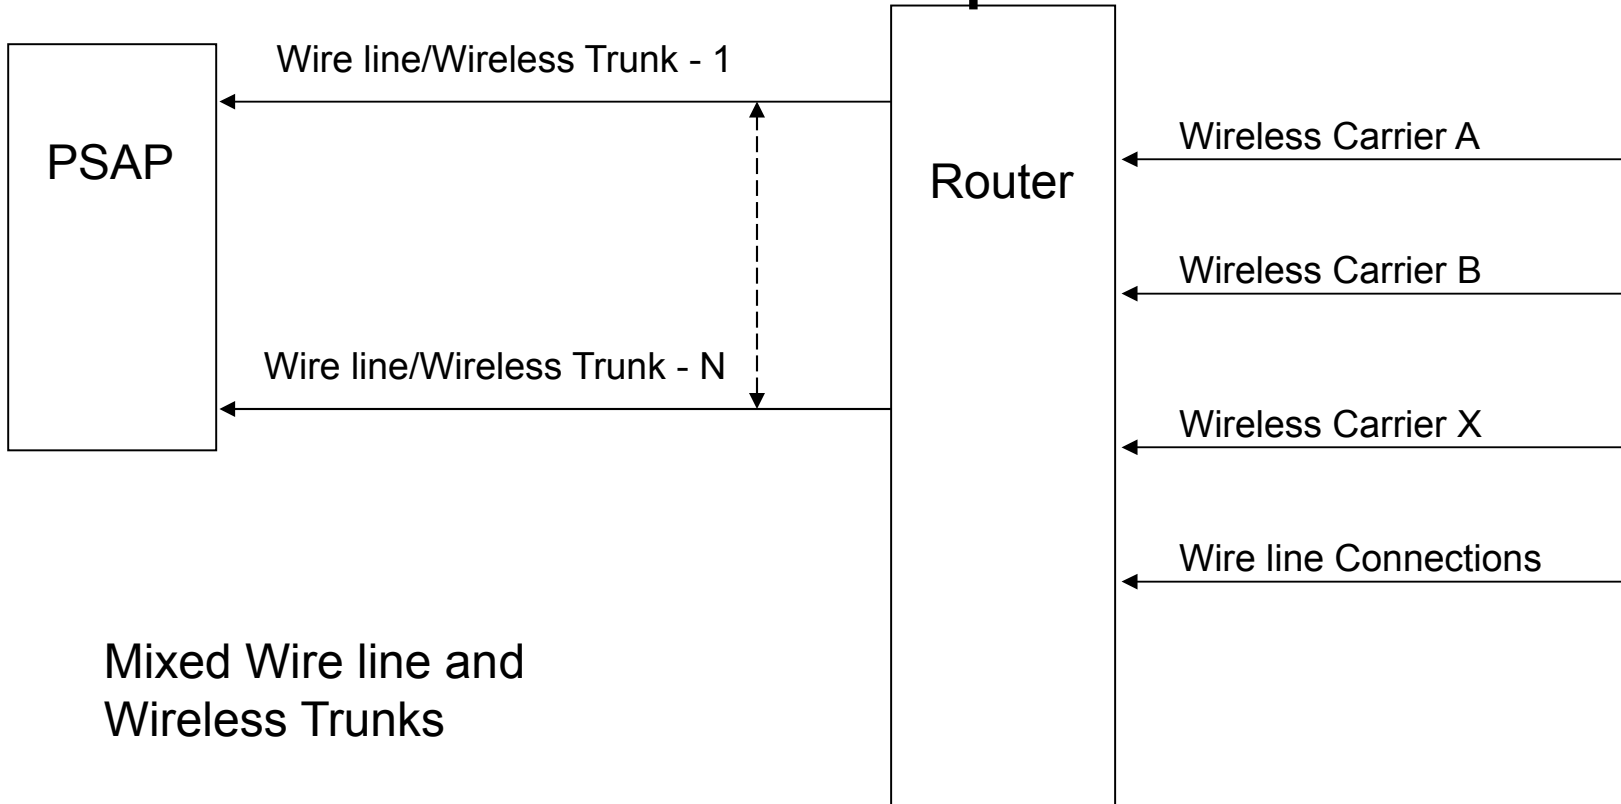 Wire line/Wireless Trunk - 1
PSAP
Router
Wireless Carrier A
Wireless Carrier B
Wire line/Wireless Trunk - N
Wireless Carrier X
Wire line Connections
Mixed Wire line and
Wireless Trunks